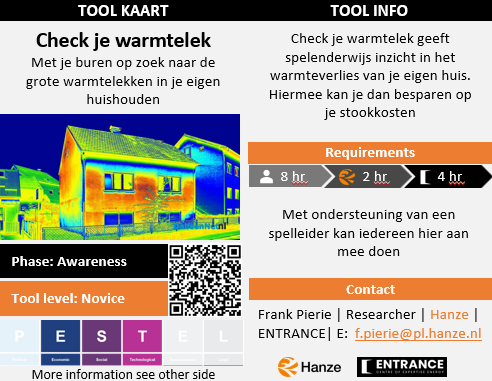 TOOL KAART
Check je warmtelek
Met je buren op zoek naar de
grote warmtelekken in je eigen
huishouden
Phase: Awareness
Tool level: Novice
P E S T E L
Economic Social Technological
More information see other side
TOOL INFO
Check je warmtelek geeft
spelenderwijs inzicht in het
warmteverlies van je eigen huis.
Hiermee kan je dan besparen op
je stookkosten
Requirements
8 hr 2 hr 4 hr
Met ondersteuning van een
spelleider kan iedereen hier aan
mee doen
Contact
Frank Pierie | Researcher | Hanze |
ENTRANCE| E: f.pierie@pl.hanze.nl
Hanze
ENTRANCE
CENTRE OF EXPERTISE ENERGY